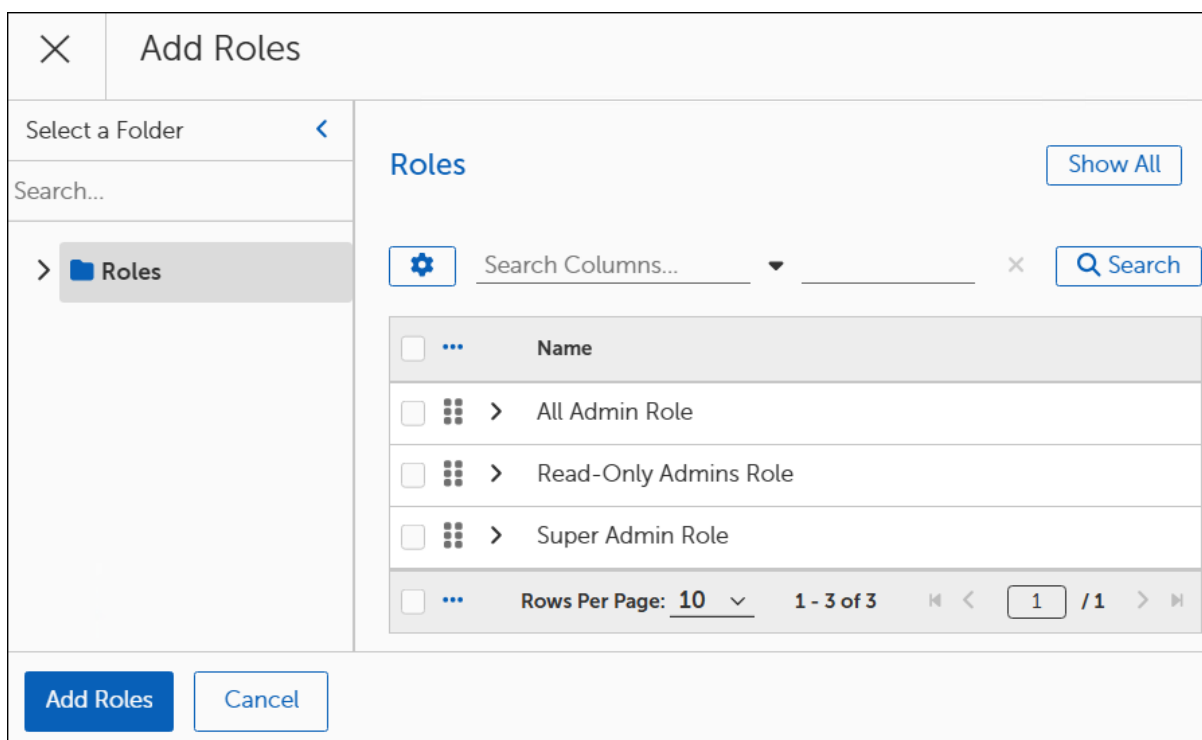 Add Roles
Select a Folder
Search...
Roles
Roles
Show All
Search Columns...
Search
Name
All Admin Role
Read-Only Admins Role
Super Admin Role
Rows Per Page: 10 1 - 3 of 3 1 / 1
Add Roles Cancel